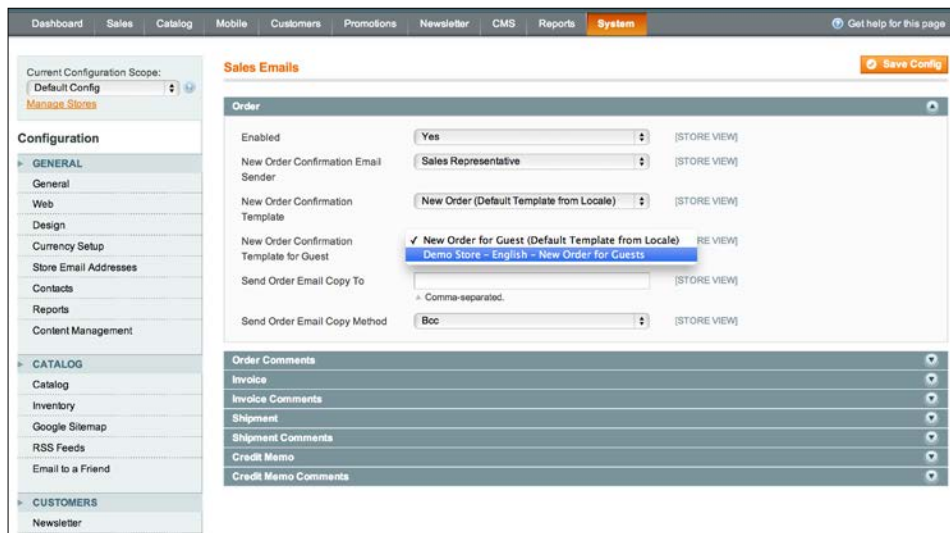 Dashboard Sales Catalog Mobile Customers Promotions Newsletter CMS Reports System Get help for this page
Current Configuration Scope:
Default Config
Manage Stores
Configuration
GENERAL
General
Web
Design
Currency Setup
Store Email Addresses
Contacts
Reports
Content Management
CATALOG
Catalog
Inventory
Google Sitemap
RSS Feeds
Email to a Friend
CUSTOMERS
Newsletter
Sales Emails
Save Config
Order
Enabled Yes [STORE VIEW]
New Order Confirmation Email Sender Sales Representative [STORE VIEW]
New Order Confirmation Template New Order (Default Template from Locale) [STORE VIEW]
New Order Confirmation Template for Guest ✓ New Order for Guest (Default Template from Locale) RE VIEW]
Demo Store - English - New Order for Guests
Send Order Email Copy To [STORE VIEW]
▲ Comma-separated.
Send Order Email Copy Method Bcc [STORE VIEW]
Order Comments
Invoice
Invoice Comments
Shipment
Shipment Comments
Credit Memo
Credit Memo Comments